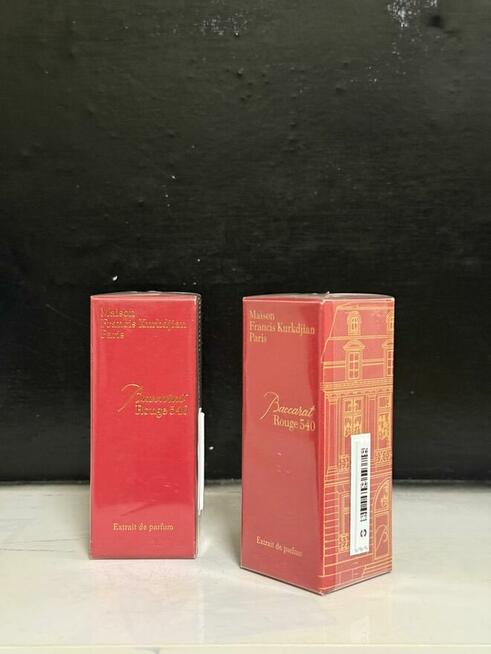 Maison
Francis Kurkdjian
Paris
Baccarat
Rouge 540
Extrait de parfum
Maison
Francis Kurkdjian
Paris
Baccarat
Rouge 540
Extrait de parfum